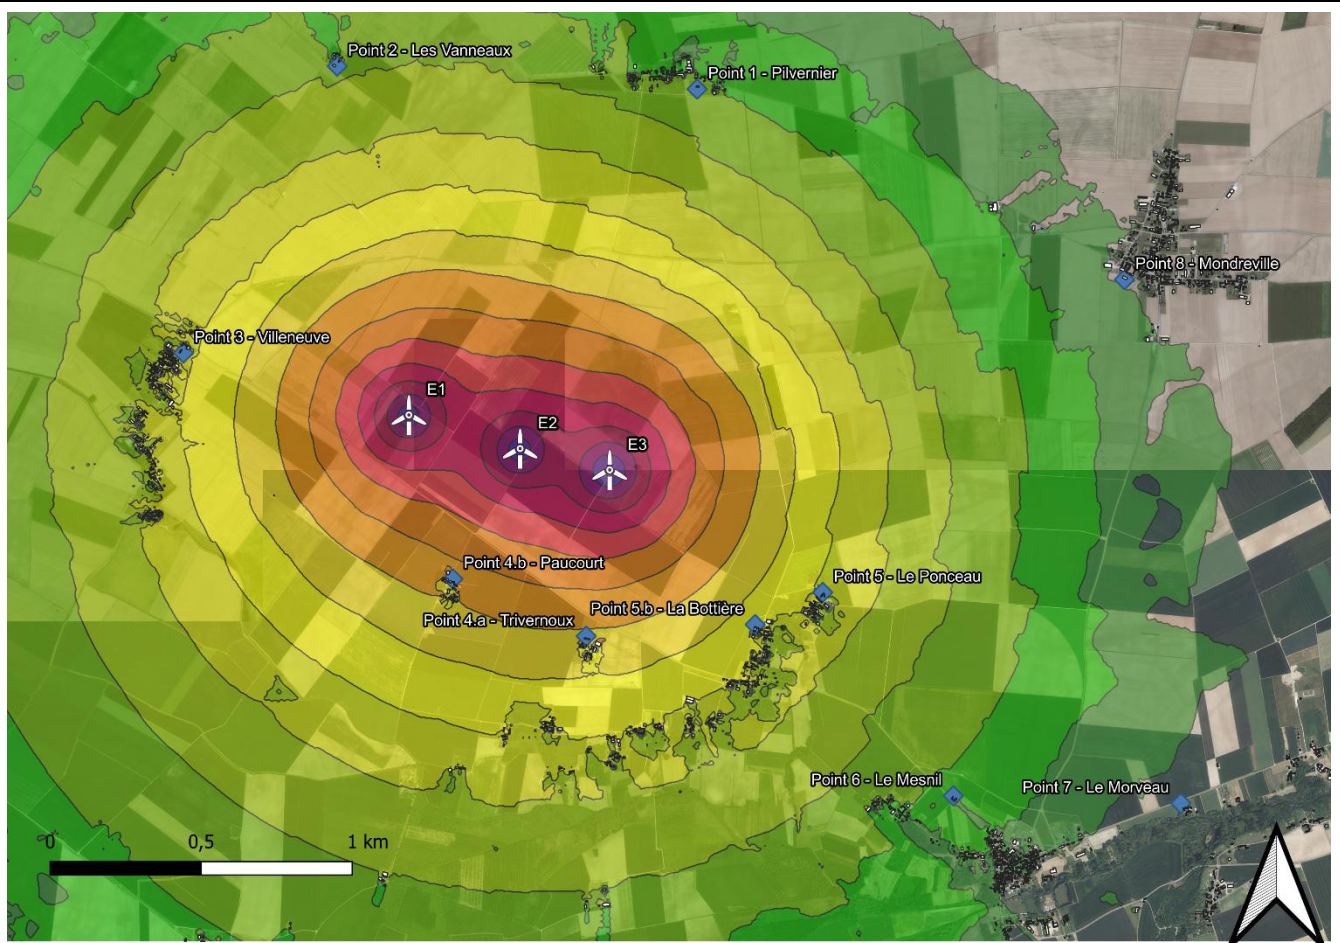 Point 2 - Les Vanneaux
Point 1 - Pilvernier
Point 8 - Mondreville
Point 3 - Villeneuve
E1
E2
E3
Point 4.b - Paucourt
Point 5 - Le Ponceau
Point 5.b - La Bottière
Point 4.a - Trivernoux
Point 6 - Le Mesnil
Point 7 - Le Morveau
0 0,5 1 km